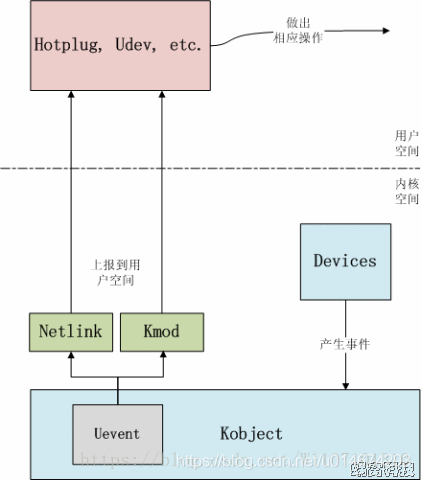 Hotplug, Udev, etc.
做出
相应操作
用户
空间
内核
空间
Devices
上报到用
户空间
Netlink
Kmod
产生事件
Uevent
Kobject